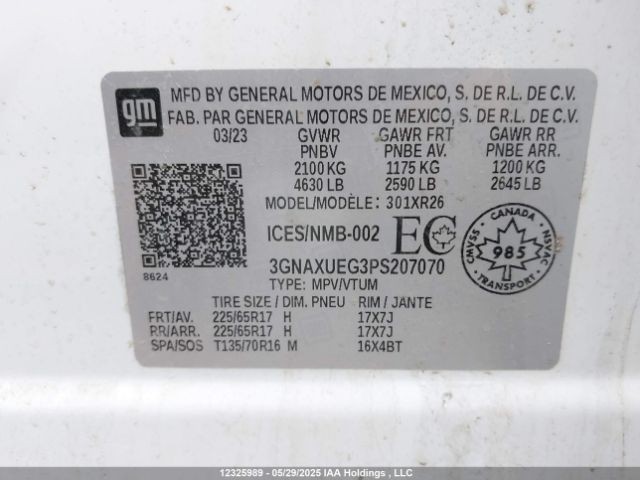 gm
MFD BY GENERAL MOTORS DE MEXICO, S. DE R.L. DE C.V.
FAB. PAR GENERAL MOTORS DE MEXICO, S. DE R.L. DE C.V.
03/23 GVWR GAWR FRT GAWR RR
PNBV PNBE AV. PNBE ARR.
2100 KG 1175 KG 1200 KG
4630 LB 2590 LB 2645 LB
MODEL/MODÈLE: 301XR26
ICES/NMB-002 EC CANADA CMVSS 985 NSVAC
8624
3GNAXUEG3PS207070
TYPE: MPV/VTUM
TIRE SIZE / DIM. PNEU RIM / JANTE
FRT/AV. 225/65R17 H 17X7J
RR/ARR. 225/65R17 H 17X7J
SPA/SOS T135/70R16 M 16X4BT
12325989 - 05/29/2025 IAA Holdings , LLC